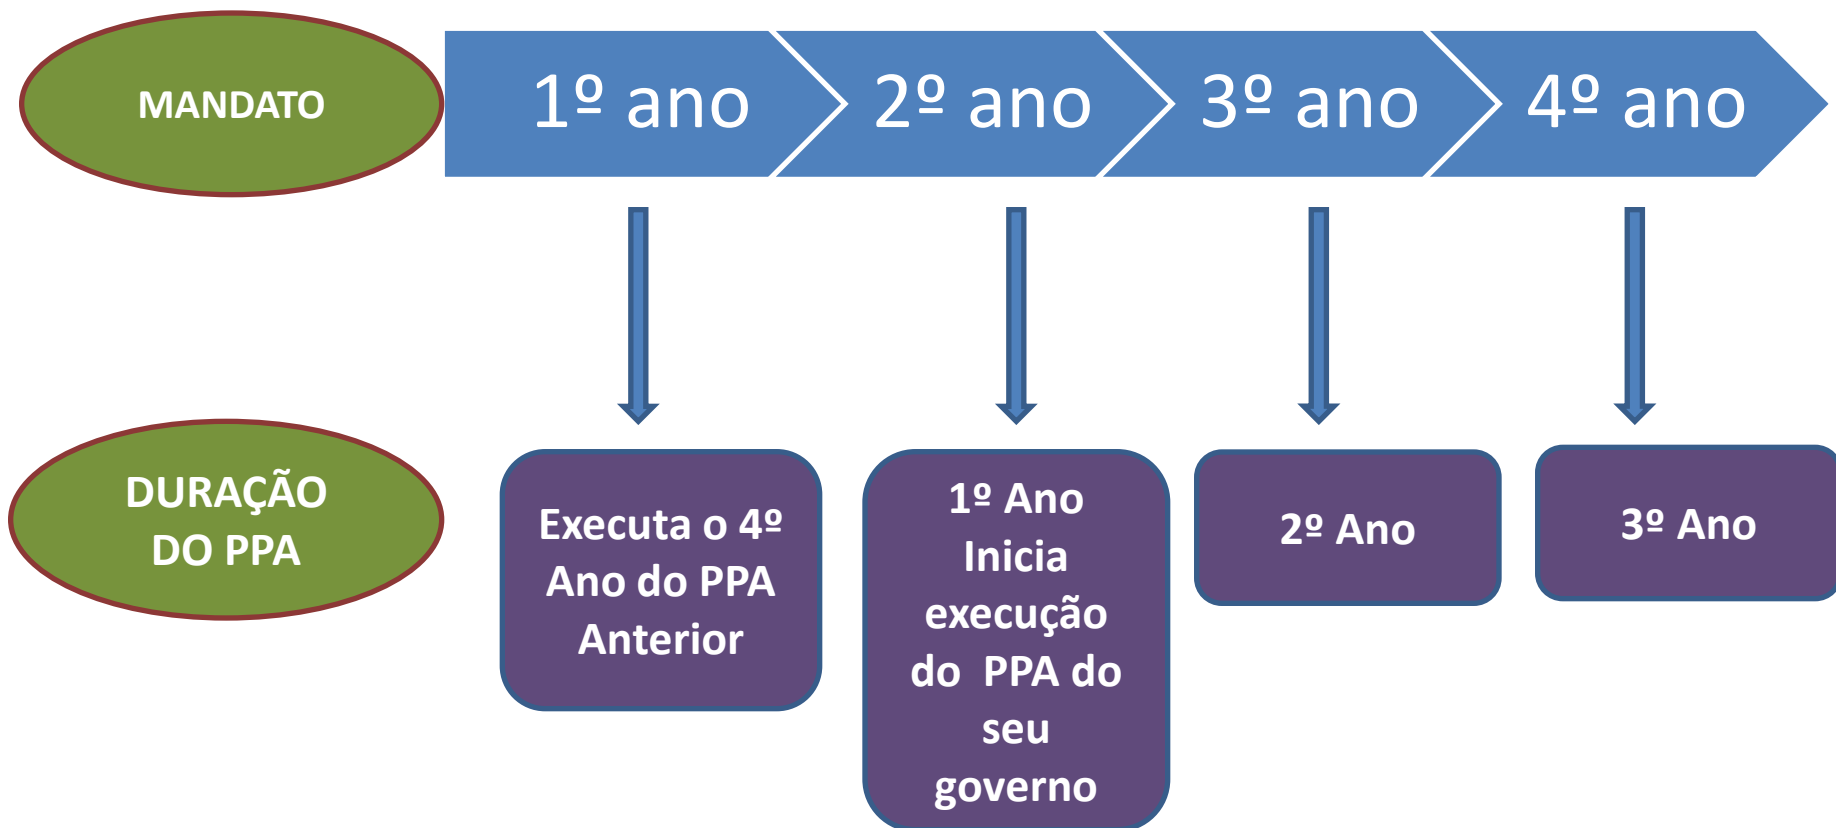 MANDATO
1º ano
2º ano
3º ano
4º ano
DURAÇÃO
DO PPA
Executa o 4º
Ano do PPA
Anterior
1º Ano
Inicia
execução
do PPA do
seu
governo
2º Ano
3º Ano